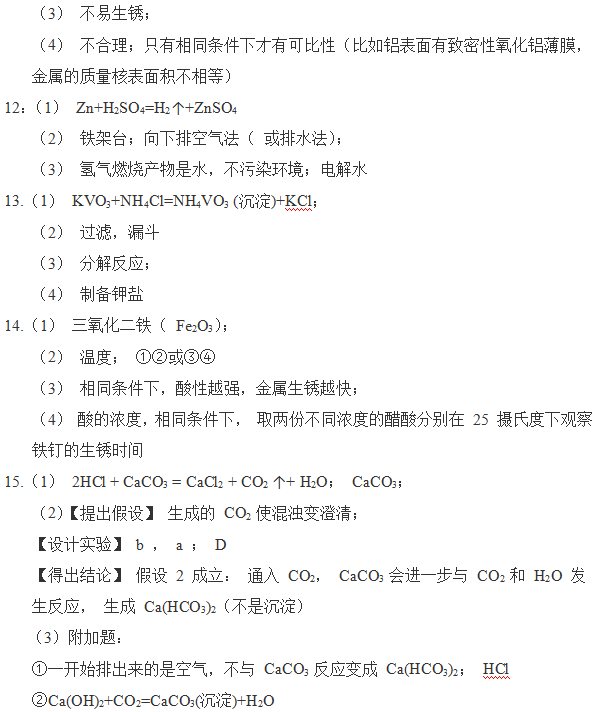 （3） 不易生锈；
（4） 不合理；只有相同条件下才有可比性（比如铝表面有致密性氧化铝薄膜，
金属的质量核表面积不相等）
12：（1） Zn+H₂SO₄=H₂↑+ZnSO₄
（2） 铁架台；向下排空气法（ 或排水法）；
（3） 氢气燃烧产物是水，不污染环境；电解水
13.（1） KVO₃+NH₄Cl=NH₄VO₃ (沉淀)+KCl；
（2） 过滤，漏斗
（3） 分解反应；
（4） 制备钾盐
14.（1） 三氧化二铁（ Fe₂O₃）；
（2） 温度； ①②或③④
（3） 相同条件下，酸性越强，金属生锈越快；
（4） 酸的浓度，相同条件下， 取两份不同浓度的醋酸分别在 25 摄氏度下观察
铁钉的生锈时间
15.（1） 2HCl + CaCO₃ = CaCl₂ + CO₂ ↑+ H₂O； CaCO₃；
（2）【提出假设】 生成的 CO₂ 使混浊变澄清；
【设计实验】 b ， a ； D
【得出结论】 假设 2 成立： 通入 CO₂， CaCO₃ 会进一步与 CO₂ 和 H₂O 发
生反应， 生成 Ca(HCO₃)₂（不是沉淀）
（3）附加题：
①一开始排出来的是空气，不与 CaCO₃ 反应变成 Ca(HCO₃)₂； HCl
②Ca(OH)₂+CO₂=CaCO₃(沉淀)+H₂O